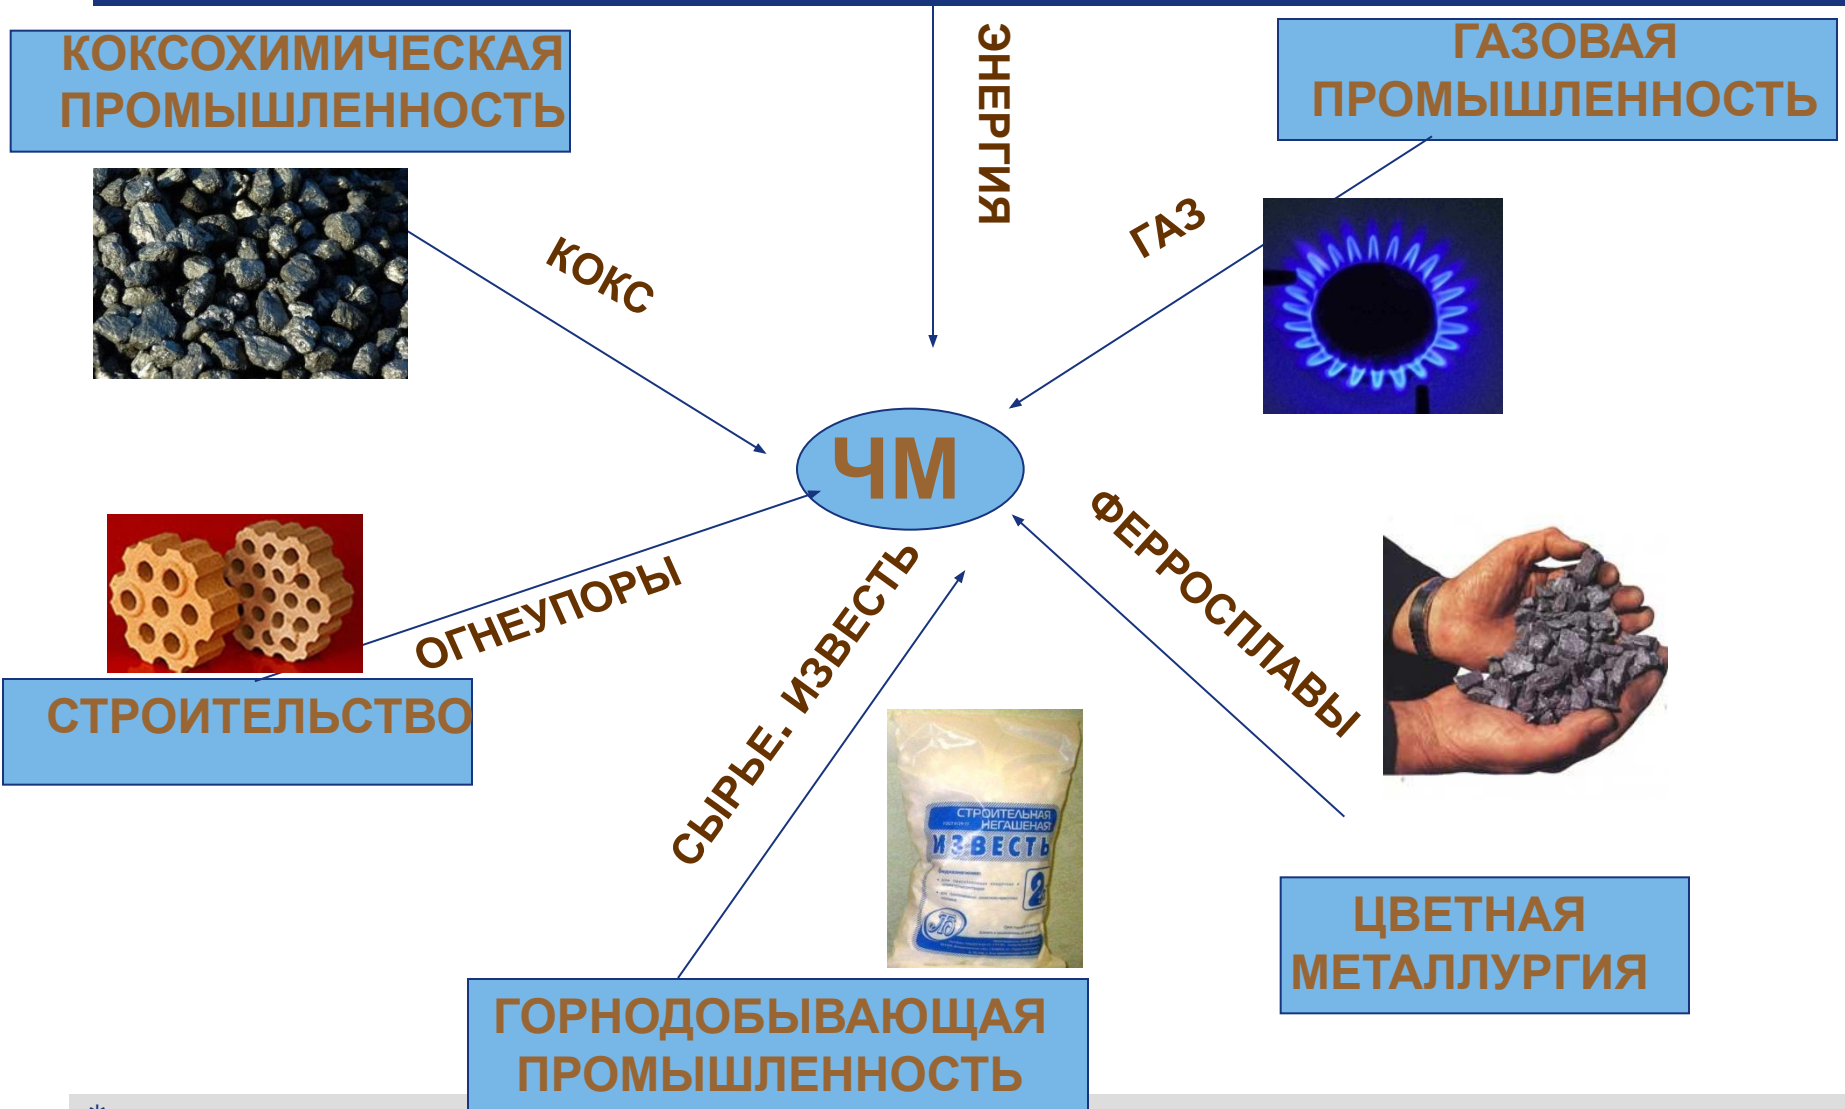 КОКСОХИМИЧЕСКАЯ
ПРОМЫШЛЕННОСТЬ
ЭНЕРГИЯ
ГАЗОВАЯ
ПРОМЫШЛЕННОСТЬ
КОКС
ГАЗ
ЧМ
ОГНЕУПОРЫ
СЫРЬЕ. ИЗВЕСТЬ
ФЕРРОСПЛАВЫ
СТРОИТЕЛЬСТВО
СТРОИТЕЛЬНАЯ
НЕГАШЕНАЯ
ИЗВЕСТЬ
ЦВЕТНАЯ
МЕТАЛЛУРГИЯ
ГОРНОДОБЫВАЮЩАЯ
ПРОМЫШЛЕННОСТЬ
*